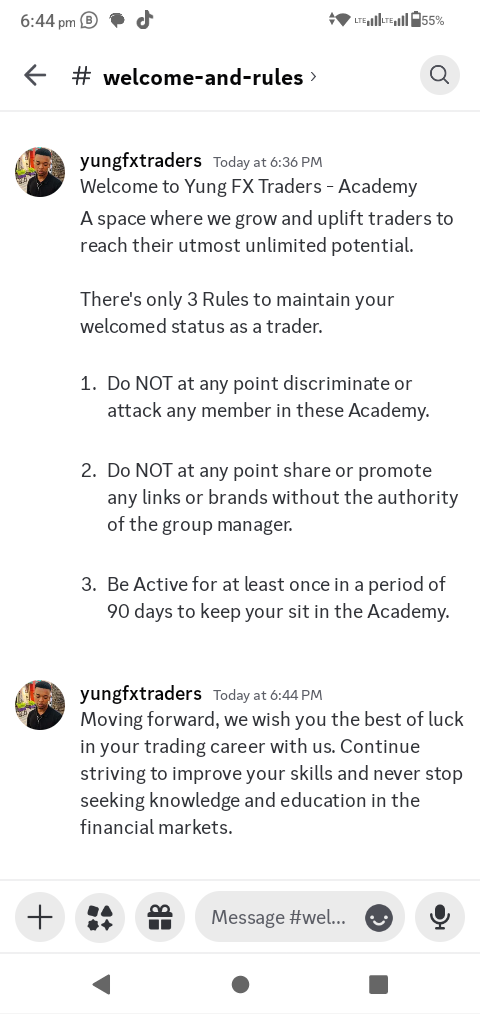 6:44 pm
LTE LTE 55%
# welcome-and-rules
yungfxtraders Today at 6:36 PM
Welcome to Yung FX Traders - Academy
A space where we grow and uplift traders to
reach their utmost unlimited potential.
There's only 3 Rules to maintain your
welcomed status as a trader.
1. Do NOT at any point discriminate or
attack any member in these Academy.
2. Do NOT at any point share or promote
any links or brands without the authority
of the group manager.
3. Be Active for at least once in a period of
90 days to keep your sit in the Academy.
yungfxtraders Today at 6:44 PM
Moving forward, we wish you the best of luck
in your trading career with us. Continue
striving to improve your skills and never stop
seeking knowledge and education in the
financial markets.
Message #wel...